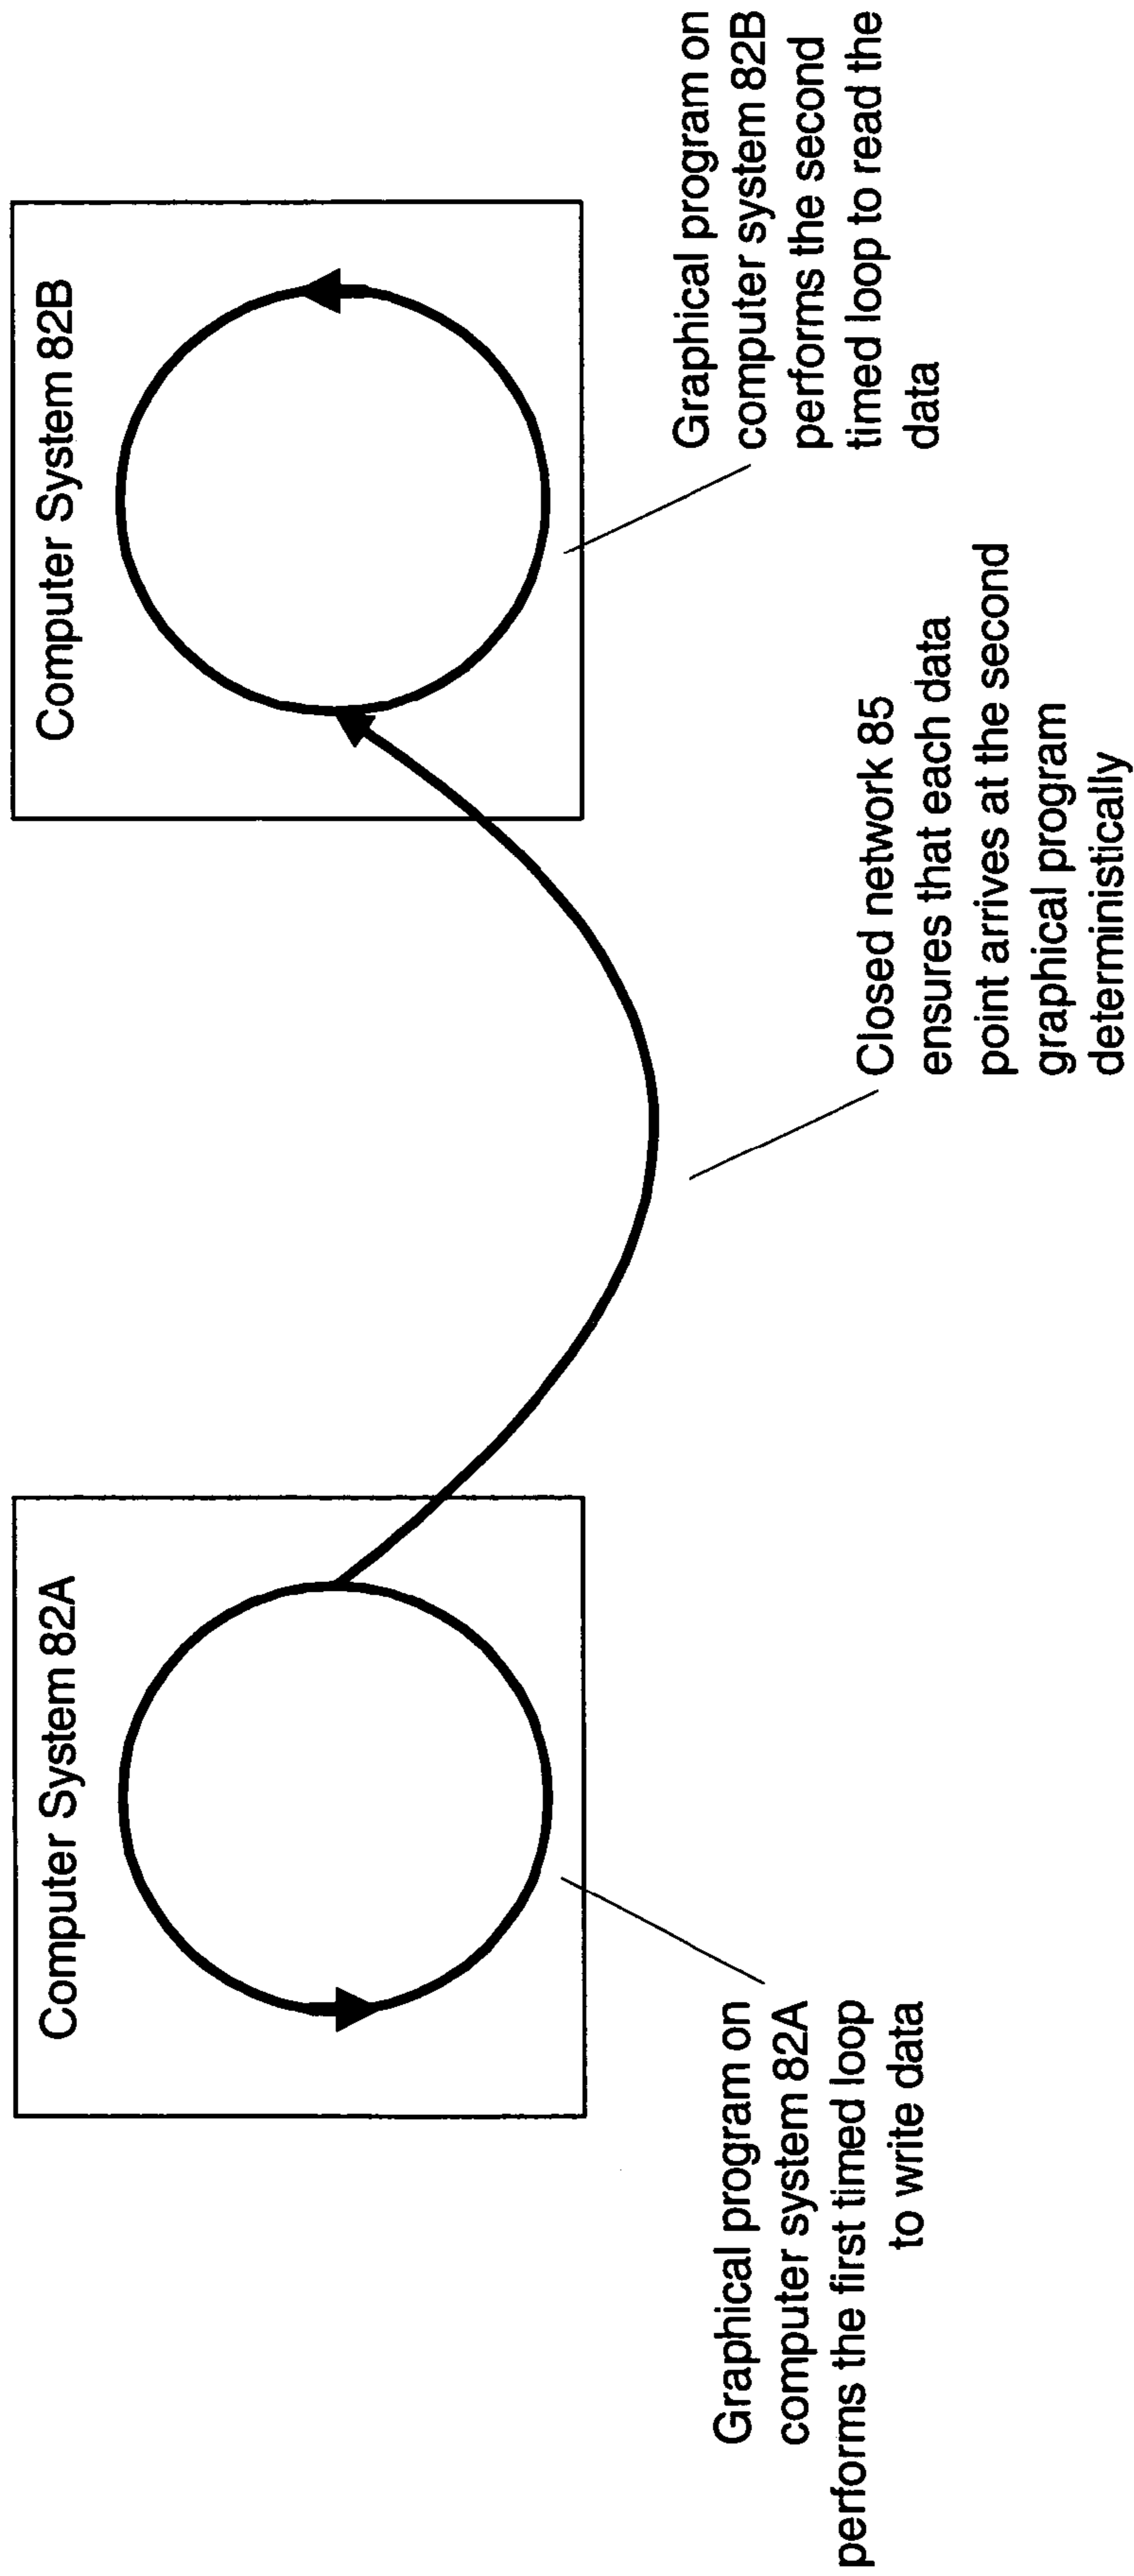 Computer System 82A
Computer System 82B
Graphical program on
computer system 82A
performs the first timed loop
to write data
Closed network 85
ensures that each data
point arrives at the second
graphical program
deterministically
Graphical program on
computer system 82B
performs the second
timed loop to read the
data